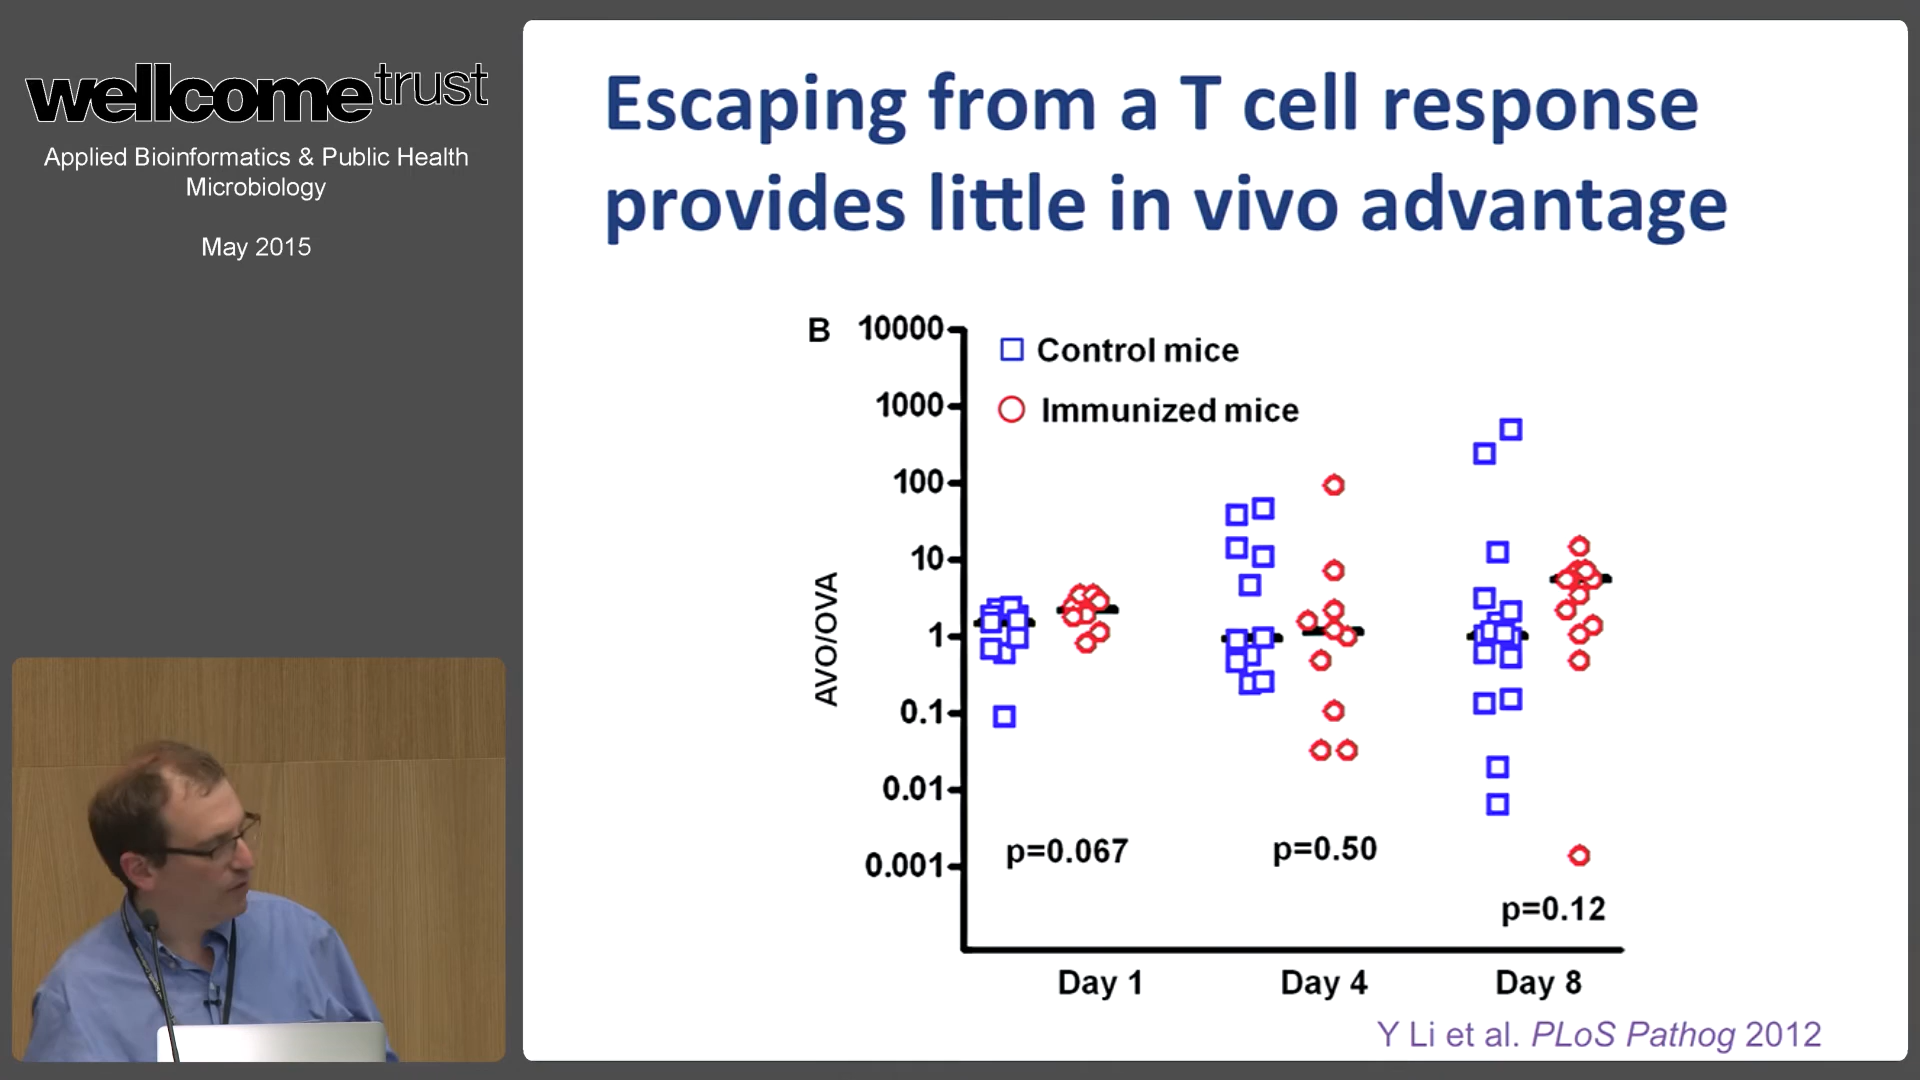 wellcometrust
Applied Bioinformatics & Public Health
Microbiology
May 2015
Escaping from a T cell response
provides little in vivo advantage
B
10000
1000
100
10
1
0.1
0.01
0.001
AVO/OVA
Control mice
Immunized mice
p=0.067
p=0.50
p=0.12
Day 1
Day 4
Day 8
Y Li et al. PLoS Pathog 2012